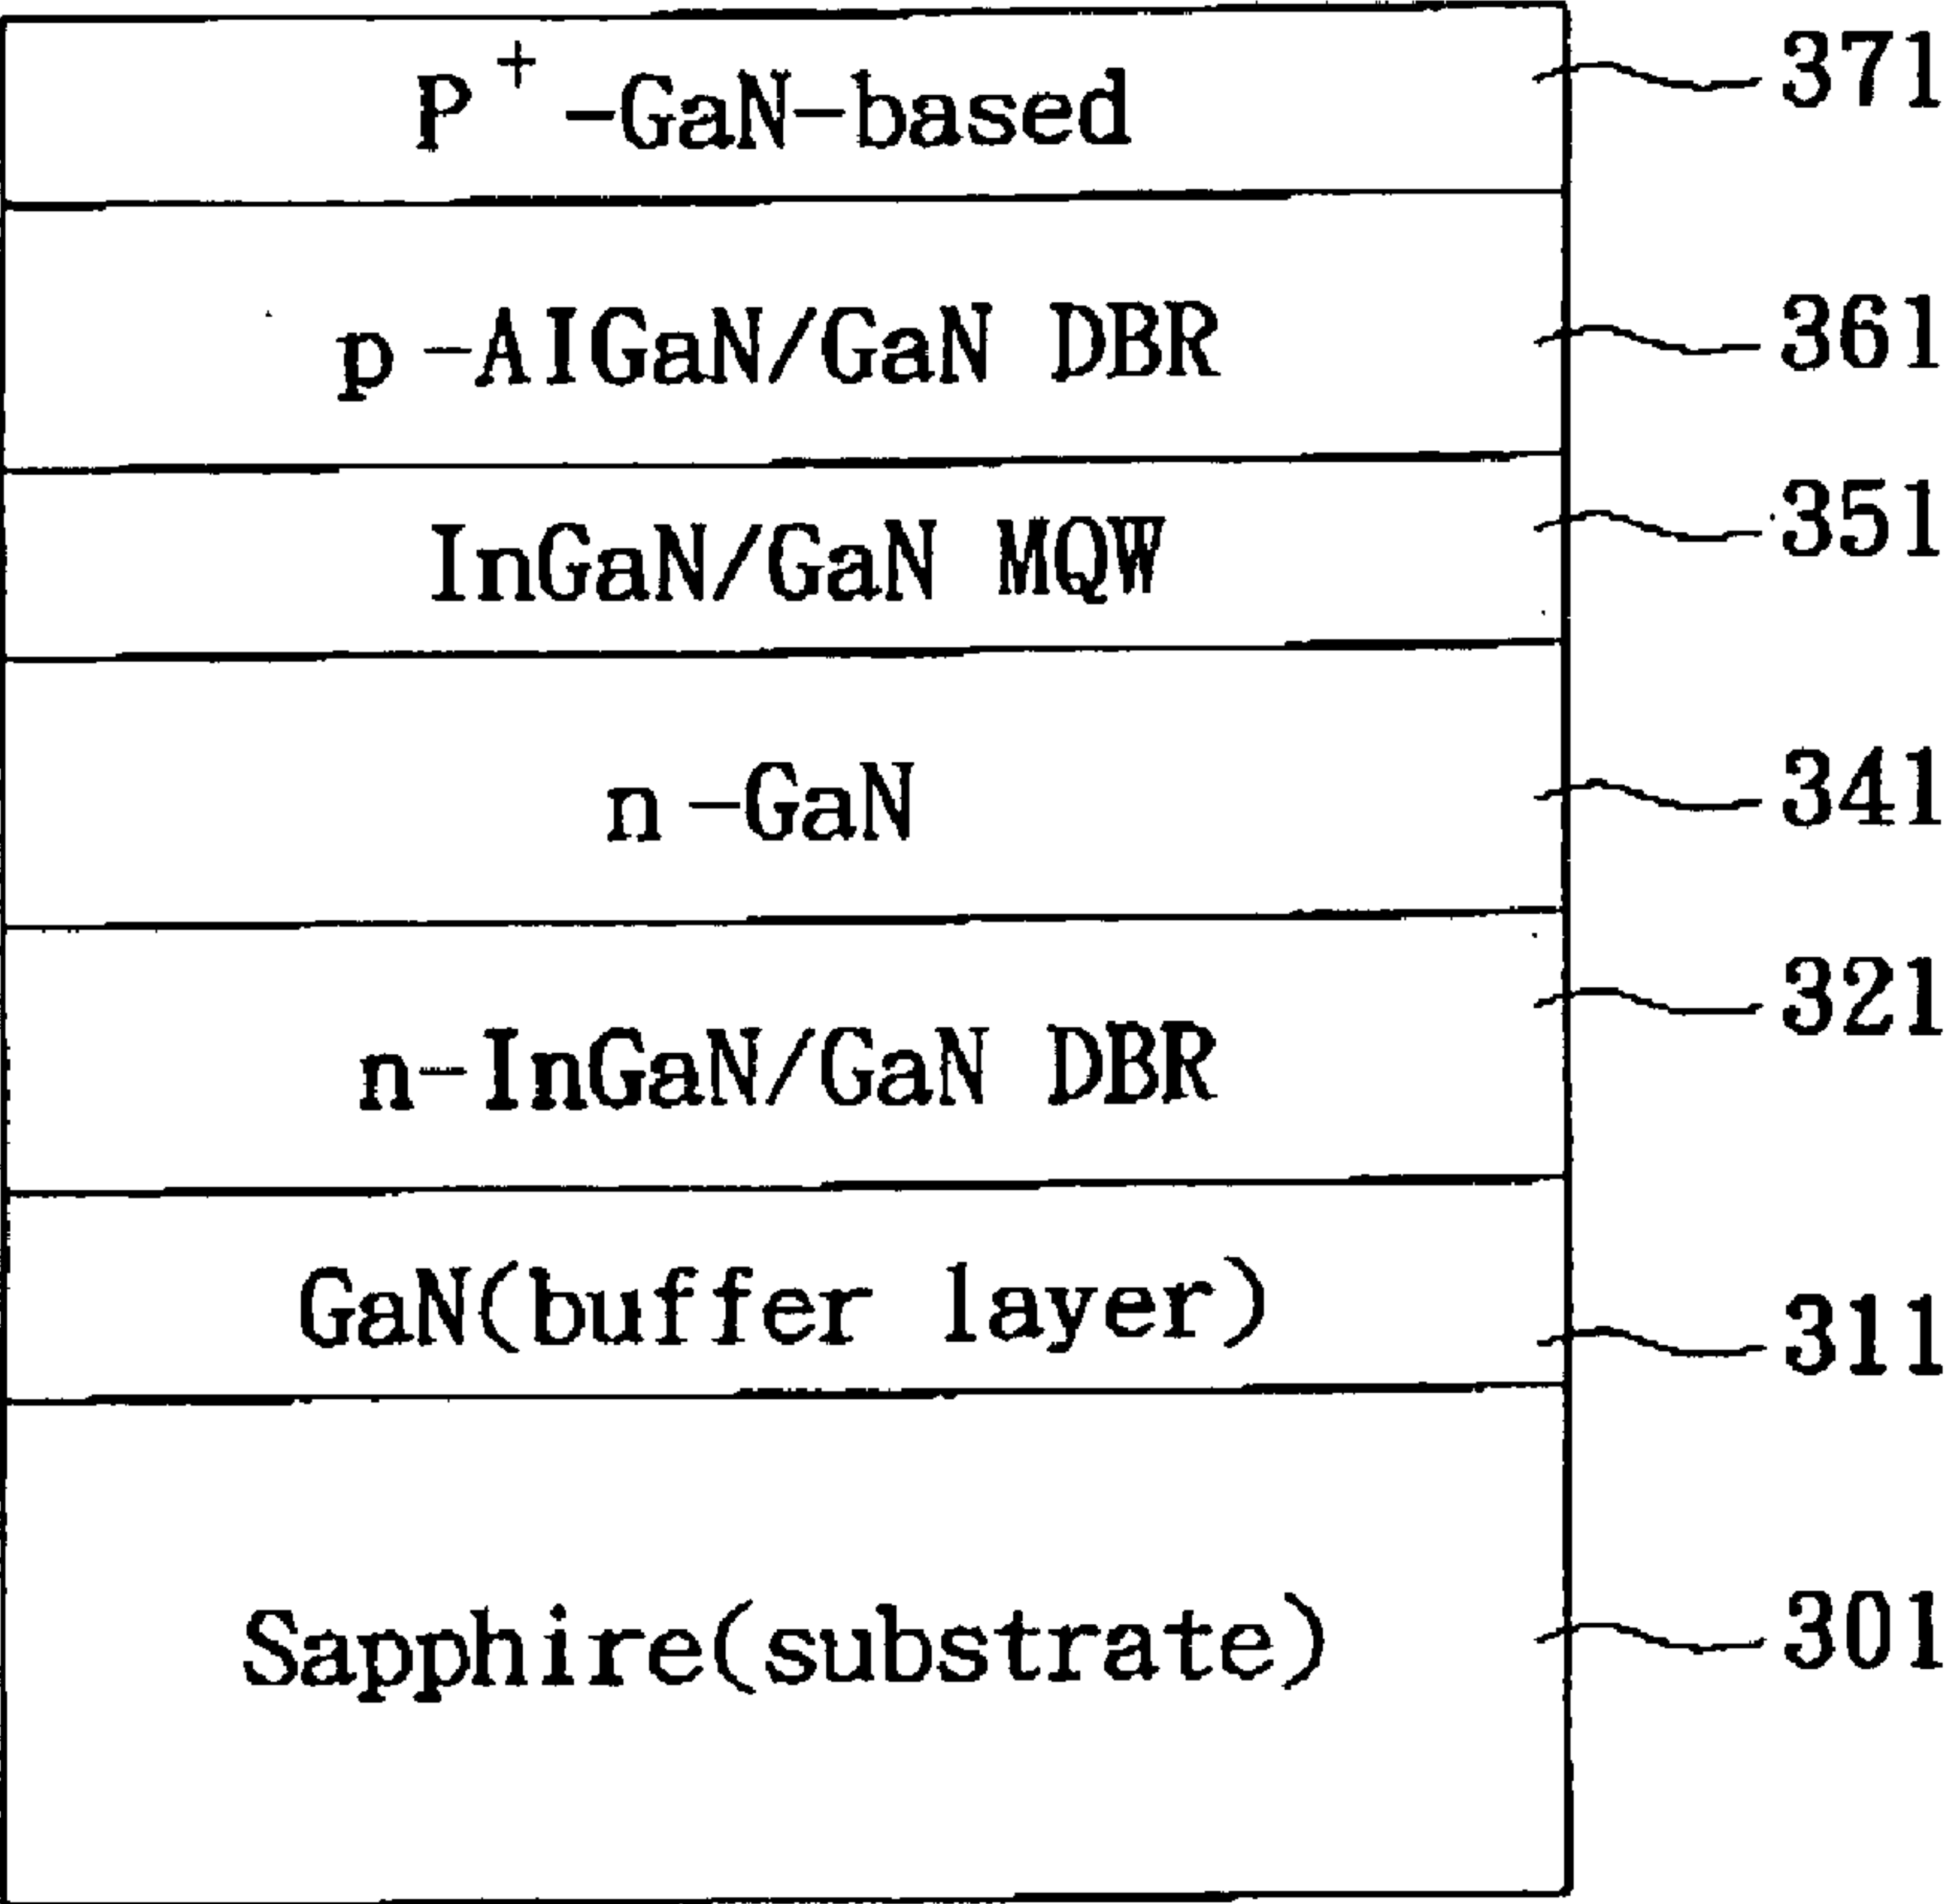 P⁺-GaN-based 371
p-AlGaN/GaN DBR 361
InGaN/GaN MQW 351
n-GaN 341
n-InGaN/GaN DBR 321
GaN(buffer layer) 311
Sapphire(substrate) 301